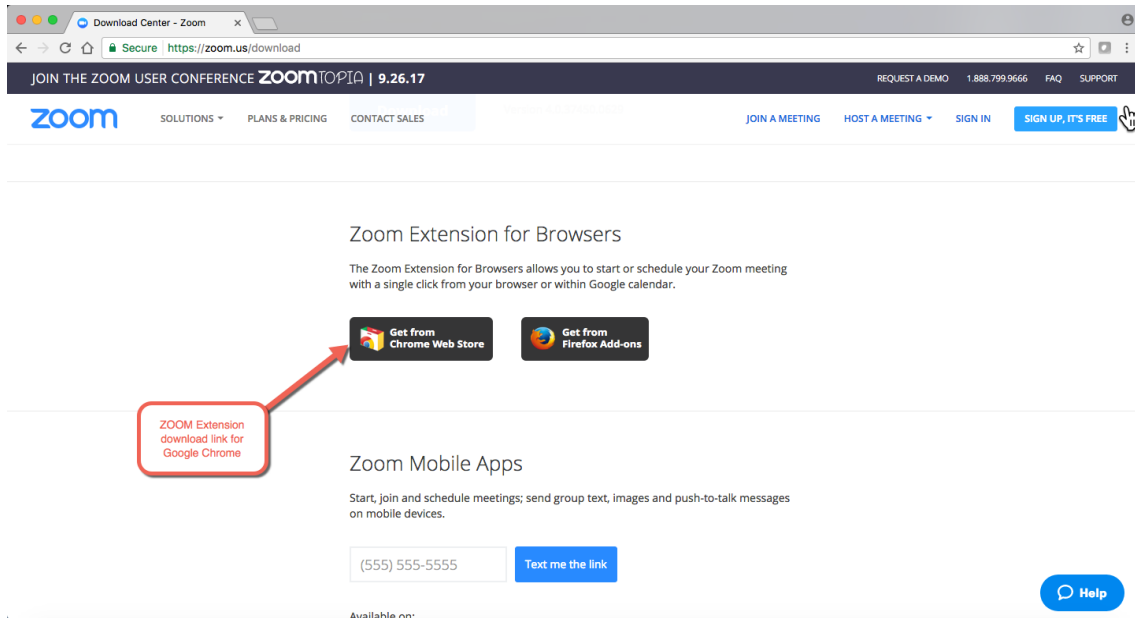 Download Center - Zoom
Secure https://zoom.us/download
JOIN THE ZOOM USER CONFERENCE ZOOMTOPIA | 9.26.17 REQUEST A DEMO 1.888.799.9666 FAQ SUPPORT
zoom SOLUTIONS PLANS & PRICING CONTACT SALES JOIN A MEETING HOST A MEETING SIGN IN SIGN UP, IT'S FREE
Zoom Extension for Browsers
The Zoom Extension for Browsers allows you to start or schedule your Zoom meeting
with a single click from your browser or within Google calendar.
Get from
Chrome Web Store
Get from
Firefox Add-ons
ZOOM Extension
download link for
Google Chrome
Zoom Mobile Apps
Start, join and schedule meetings; send group text, images and push-to-talk messages
on mobile devices.
(555) 555-5555 Text me the link
Help
Available on: